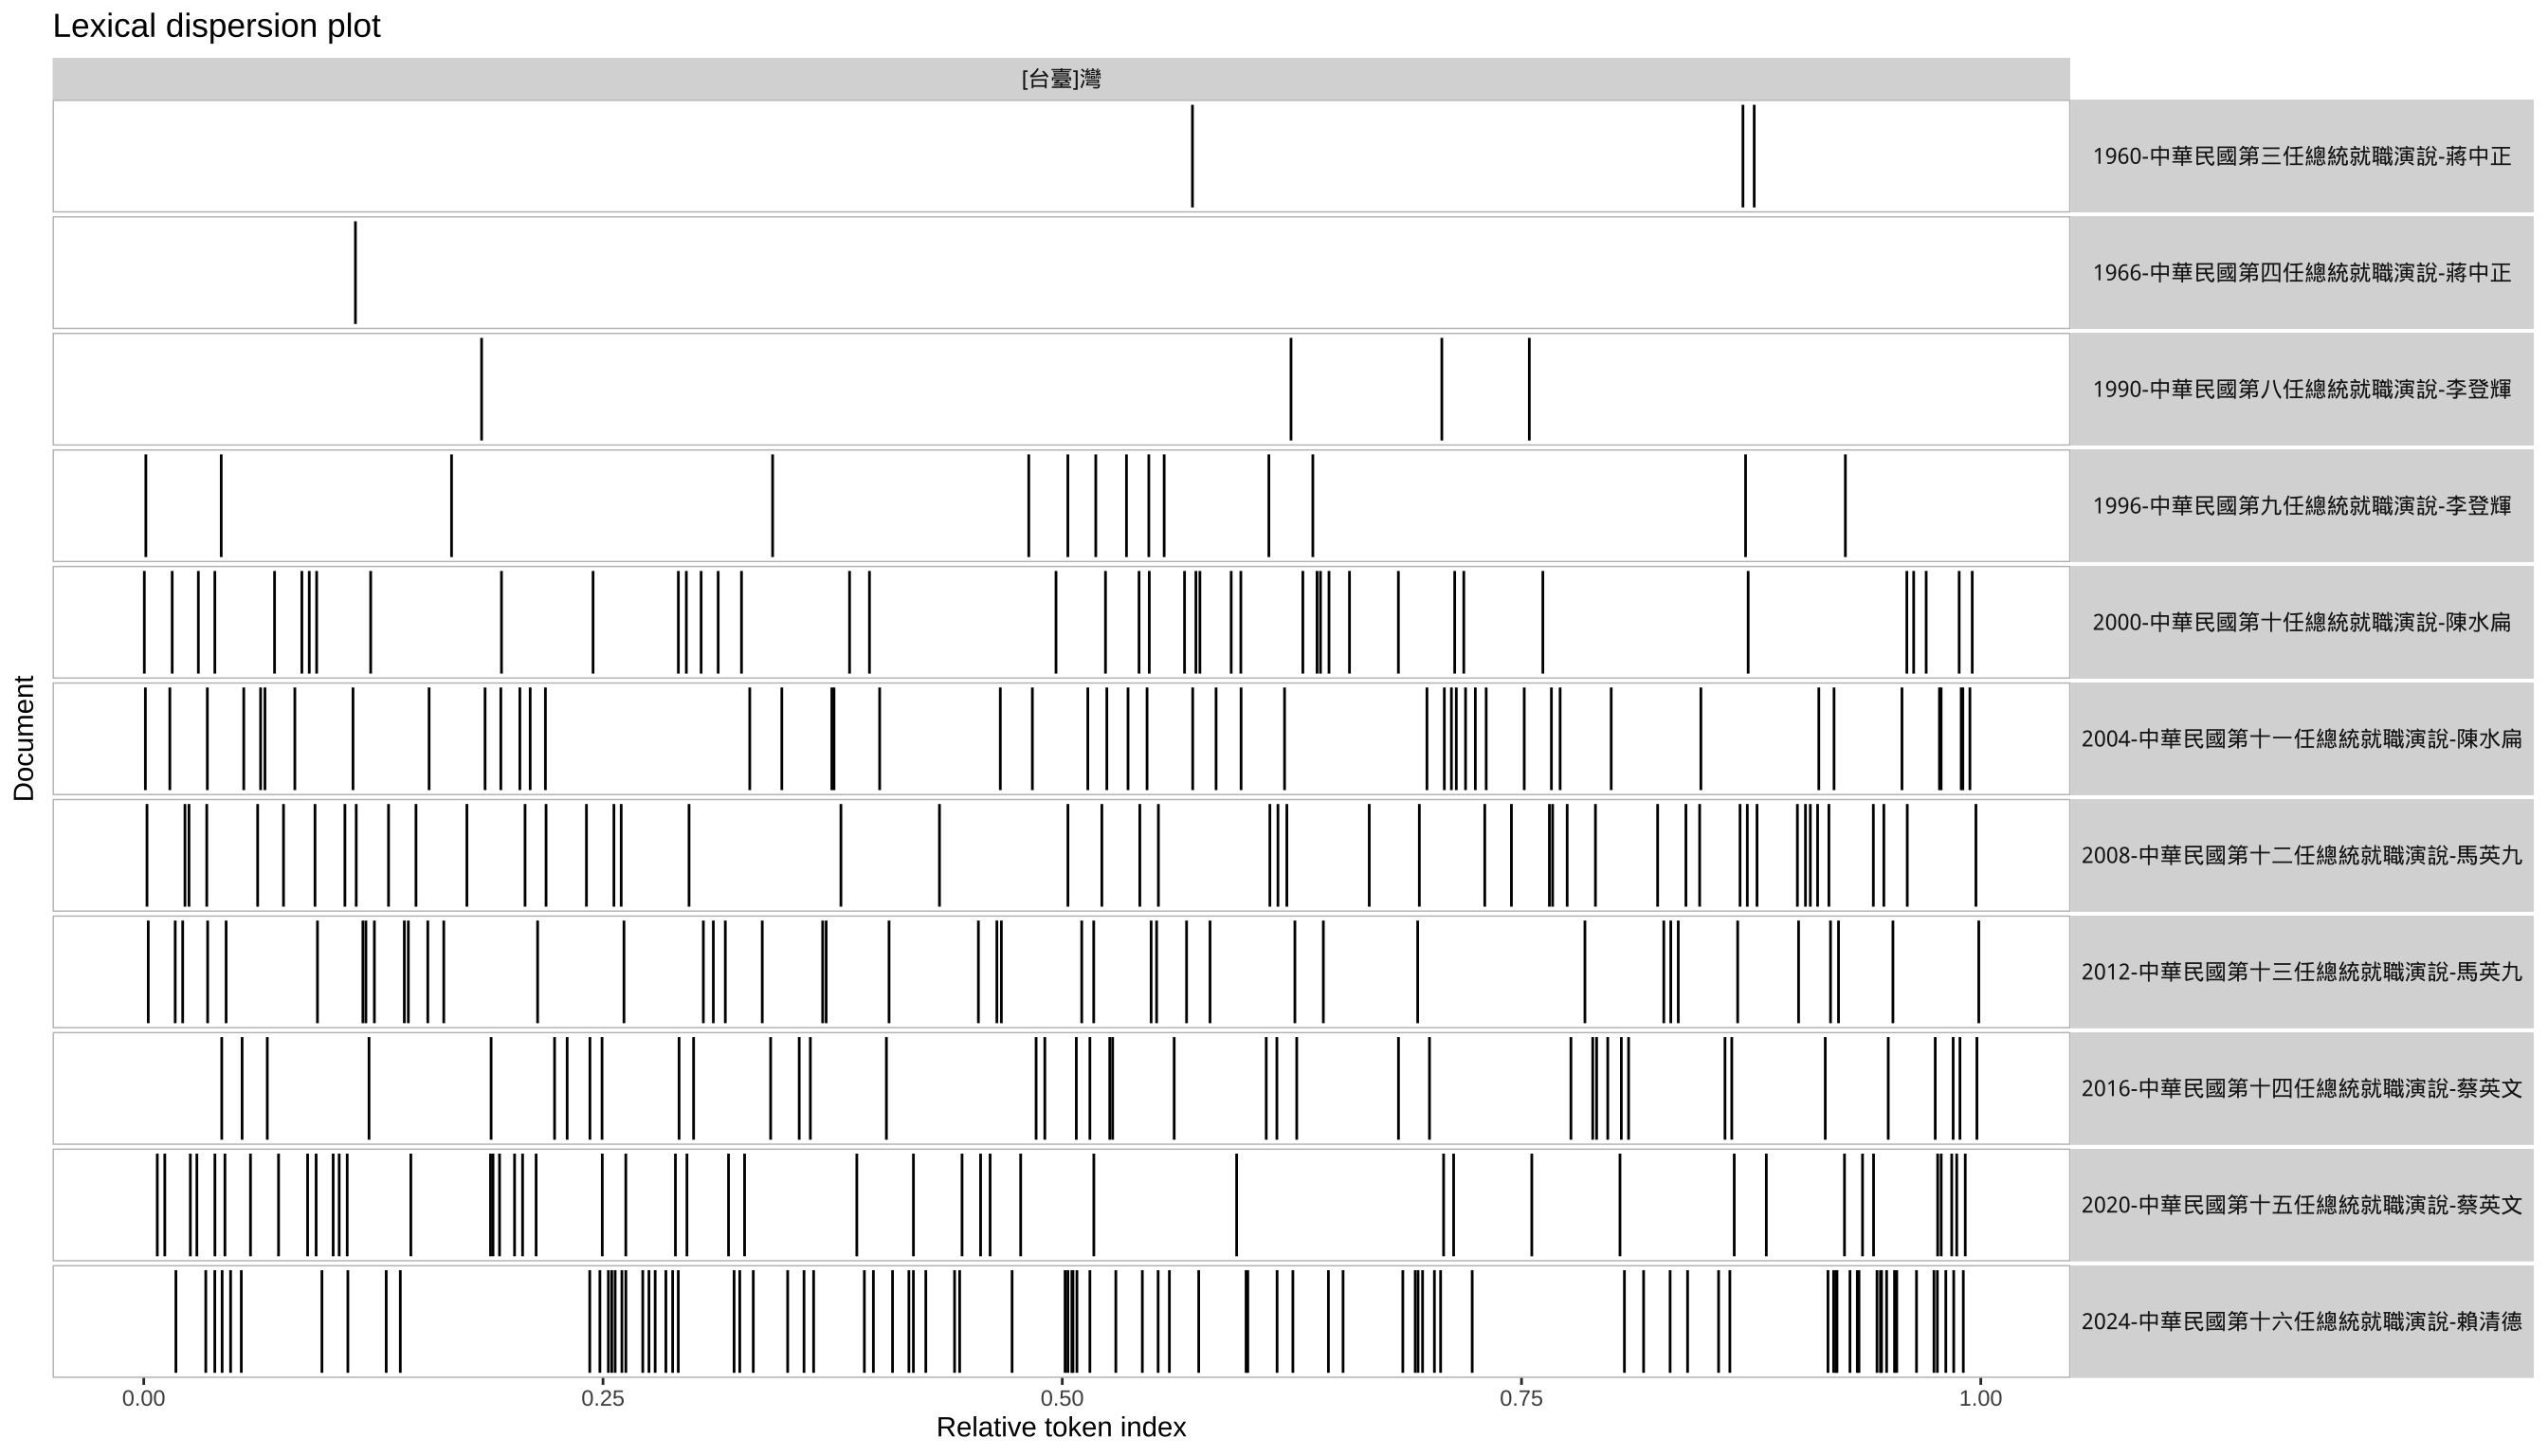 Lexical dispersion plot
[台臺]灣
1960-中華民國第三任總統就職演說-蔣中正
1966-中華民國第四任總統就職演說-蔣中正
1990-中華民國第八任總統就職演說-李登輝
1996-中華民國第九任總統就職演說-李登輝
2000-中華民國第十任總統就職演說-陳水扁
2004-中華民國第十一任總統就職演說-陳水扁
2008-中華民國第十二任總統就職演說-馬英九
2012-中華民國第十三任總統就職演說-馬英九
2016-中華民國第十四任總統就職演說-蔡英文
2020-中華民國第十五任總統就職演說-蔡英文
2024-中華民國第十六任總統就職演說-賴清德
Document
0.00 0.25 0.50 0.75 1.00
Relative token index